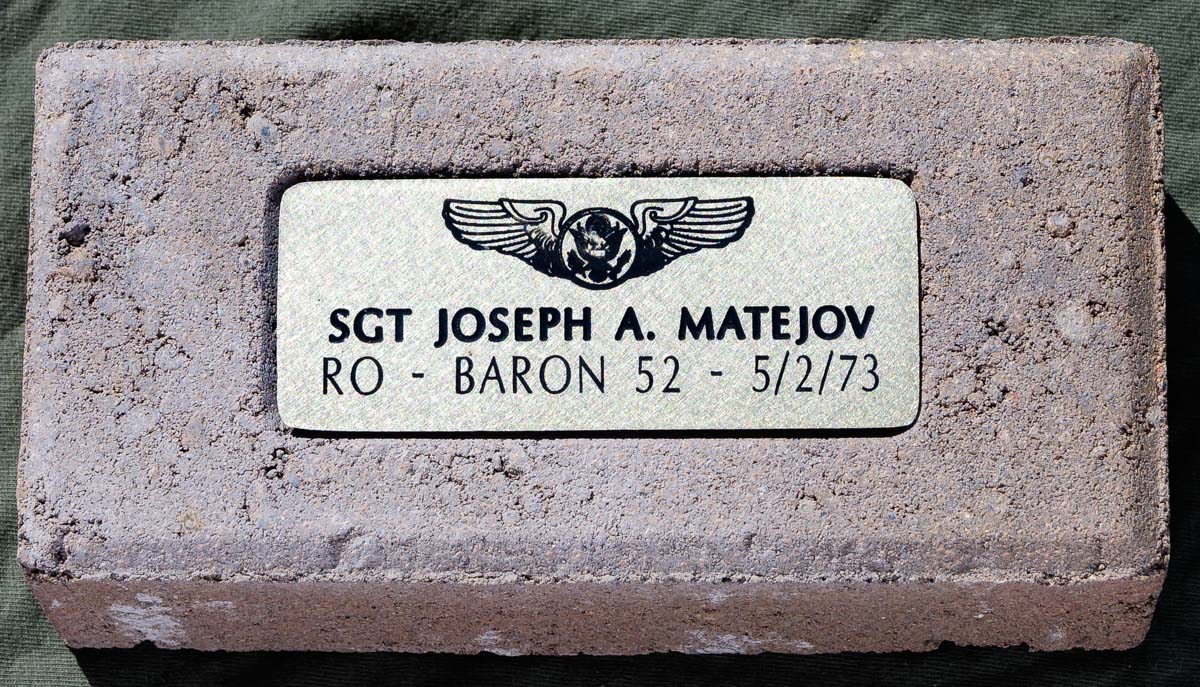 SGT JOSEPH A. MATEJOV
RO - BARON 52 - 5/2/73